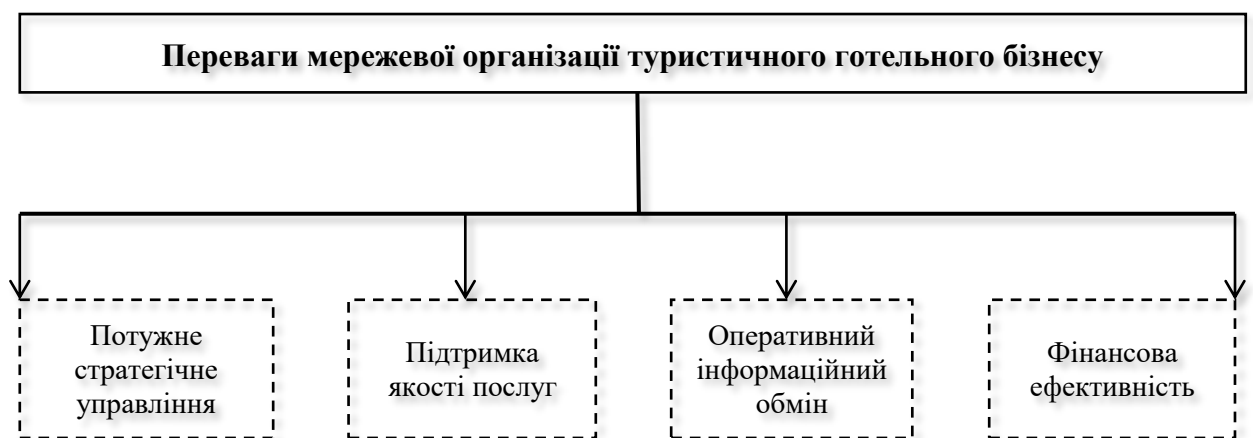 Переваги мережевої організації туристичного готельного бізнесу
Потужне
стратегічне
управління
Підтримка
якості послуг
Оперативний
інформаційний
обмін
Фінансова
ефективність